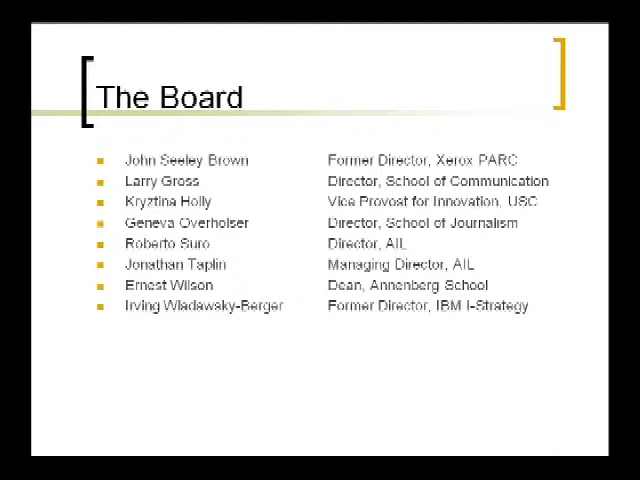 The Board
John Seeley Brown Former Director, Xerox PARC
Larry Gross Director, School of Communication
Kryztina Holly Vice Provost for Innovation, USC
Geneva Overholser Director, School of Journalism
Roberto Suro Director, AIL
Jonathan Taplin Managing Director, AIL
Ernest Wilson Dean, Annenberg School
Irving Wladawsky-Berger Former Director, IBM I-Strategy